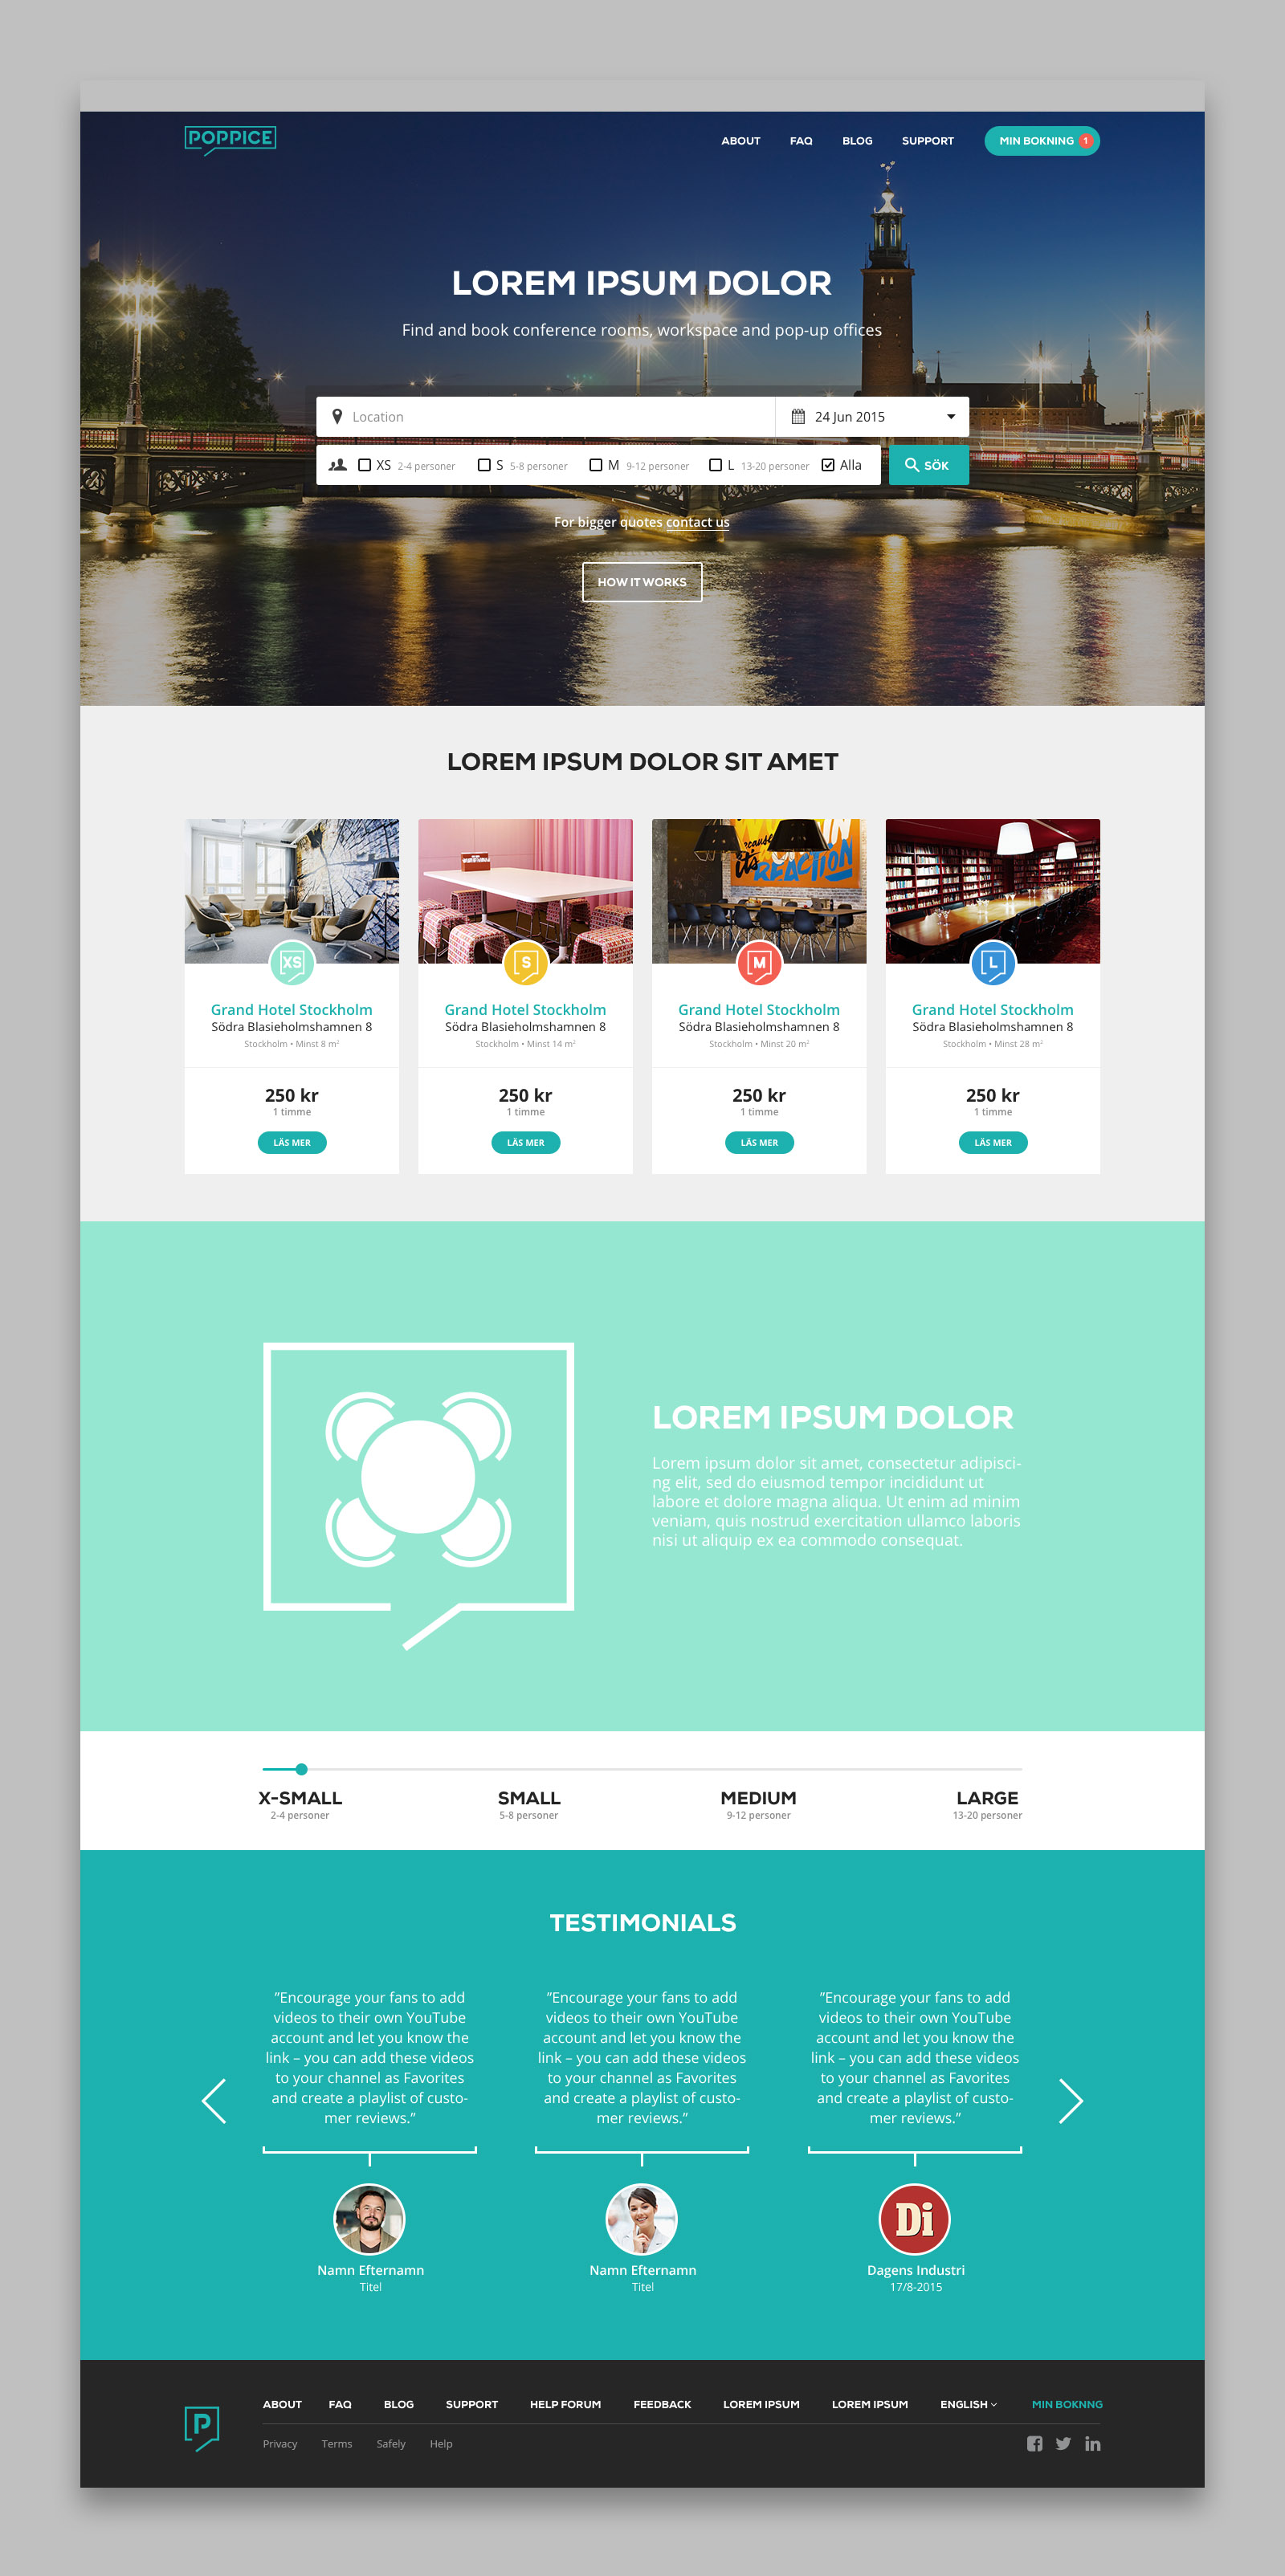 POPPICE
ABOUT FAQ BLOG SUPPORT MIN BOKNING 1
LOREM IPSUM DOLOR
Find and book conference rooms, workspace and pop-up offices
Location 24 Jun 2015
XS 2-4 personer S 5-8 personer M 9-12 personer L 13-20 personer Alla SÖK
For bigger quotes contact us
HOW IT WORKS
LOREM IPSUM DOLOR SIT AMET
because
its
REACTION
XS S M L
Grand Hotel Stockholm Grand Hotel Stockholm Grand Hotel Stockholm Grand Hotel Stockholm
Södra Blasieholmshamnen 8 Södra Blasieholmshamnen 8 Södra Blasieholmshamnen 8 Södra Blasieholmshamnen 8
Stockholm • Minst 8 m² Stockholm • Minst 14 m² Stockholm • Minst 20 m² Stockholm • Minst 28 m²
250 kr 250 kr 250 kr 250 kr
1 timme 1 timme 1 timme 1 timme
LÄS MER LÄS MER LÄS MER LÄS MER
LOREM IPSUM DOLOR
Lorem ipsum dolor sit amet, consectetur adipisci-
ng elit, sed do eiusmod tempor incididunt ut
labore et dolore magna aliqua. Ut enim ad minim
veniam, quis nostrud exercitation ullamco laboris
nisi ut aliquip ex ea commodo consequat.
X-SMALL SMALL MEDIUM LARGE
2-4 personer 5-8 personer 9-12 personer 13-20 personer
TESTIMONIALS
”Encourage your fans to add
videos to their own YouTube
account and let you know the
link – you can add these videos
to your channel as Favorites
and create a playlist of custo-
mer reviews.”
Namn Efternamn
Titel
”Encourage your fans to add
videos to their own YouTube
account and let you know the
link – you can add these videos
to your channel as Favorites
and create a playlist of custo-
mer reviews.”
Namn Efternamn
Titel
”Encourage your fans to add
videos to their own YouTube
account and let you know the
link – you can add these videos
to your channel as Favorites
and create a playlist of custo-
mer reviews.”
Di
Dagens Industri
17/8-2015
P
ABOUT FAQ BLOG SUPPORT HELP FORUM FEEDBACK LOREM IPSUM LOREM IPSUM ENGLISH MIN BOKNNG
Privacy Terms Safely Help